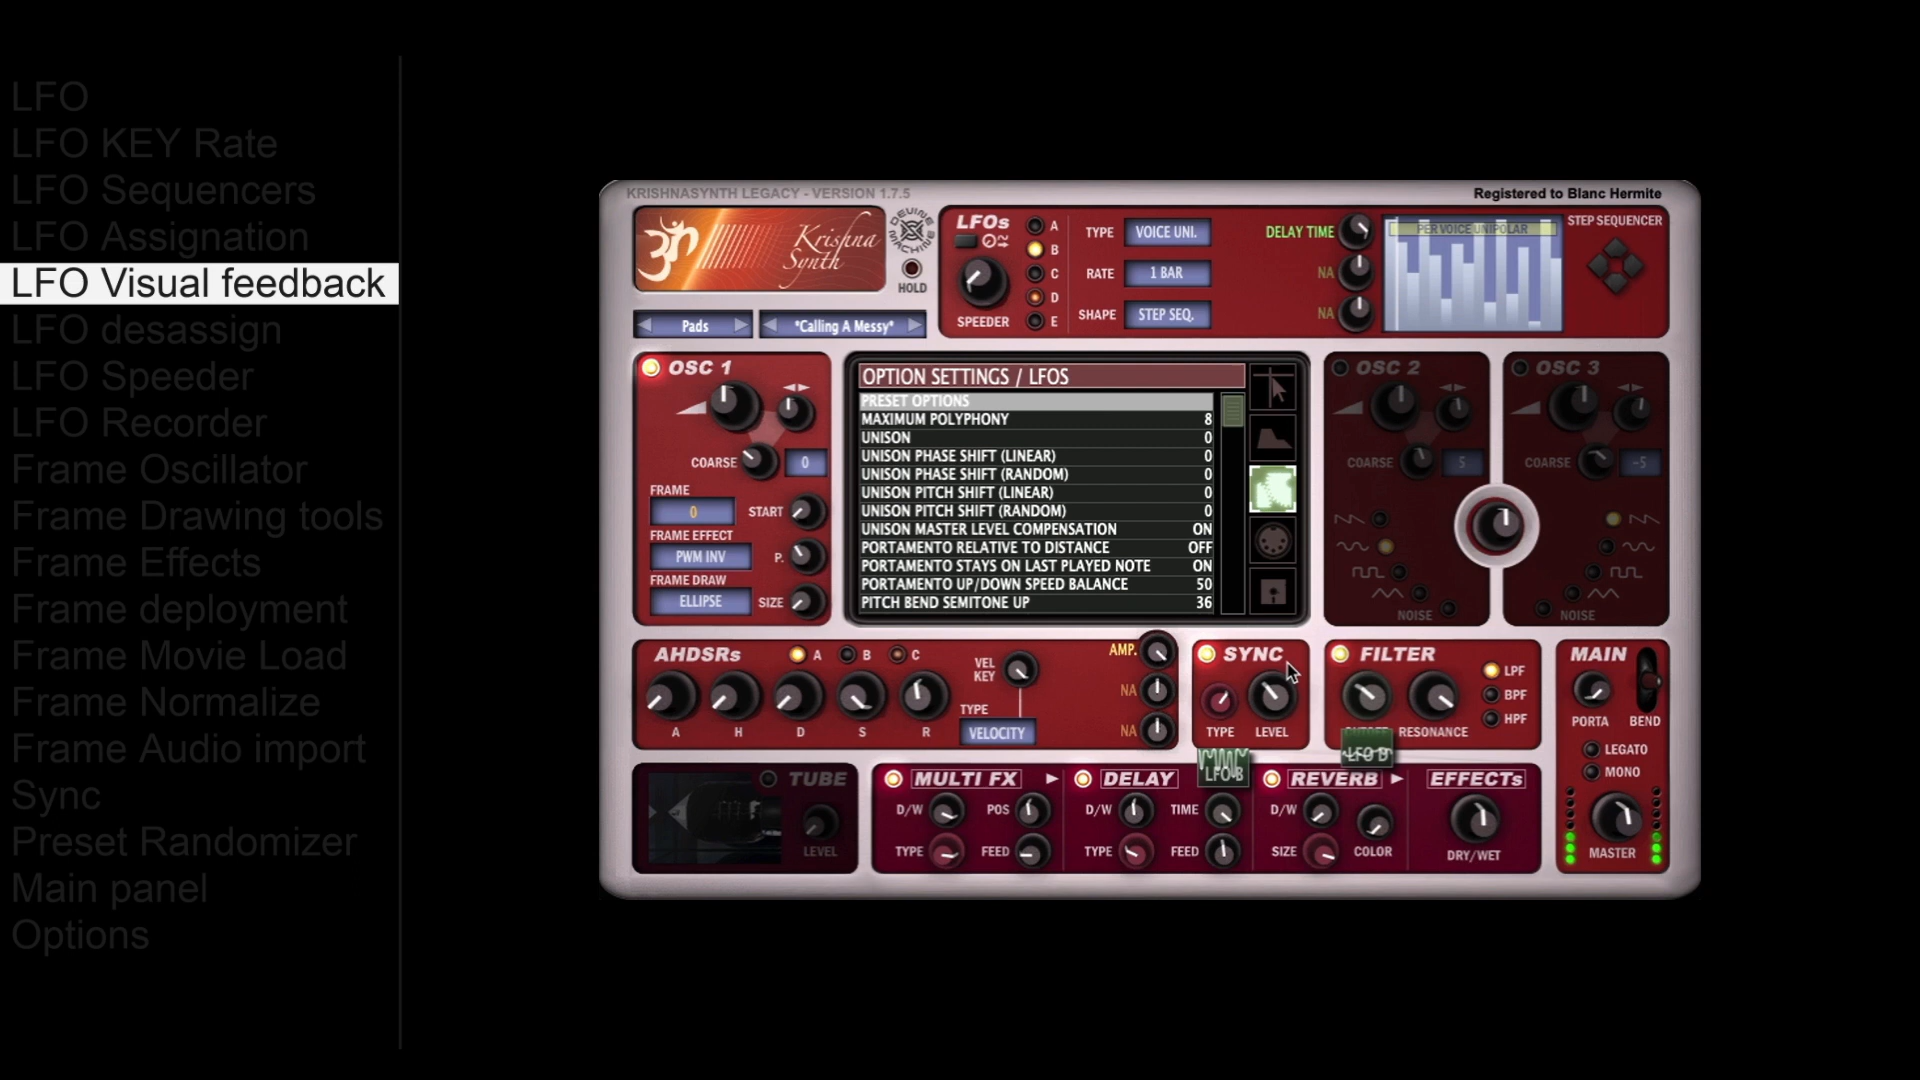 LFO
LFO KEY Rate
LFO Sequencers
LFO Assignation
LFO Visual feedback
LFO desassign
LFO Speeder
LFO Recorder
Frame Oscillator
Frame Drawing tools
Frame Effects
Frame deployment
Frame Movie Load
Frame Normalize
Frame Audio import
Sync
Preset Randomizer
Main panel
Options
KRISHNASYNTH LEGACY - VERSION 1.7.5
Registered to Blanc Hermite
Krishna
Synth
DEVINE MACHINE
HOLD
Pads
*Calling A Messy*
LFOs
A
B
C
D
E
SPEEDER
TYPE VOICE UNI.
RATE 1 BAR
SHAPE STEP SEQ.
DELAY TIME
NA
NA
PER VOICE UNIPOLAR
STEP SEQUENCER
OSC 1
COARSE 0
FRAME
0 START
FRAME EFFECT
PWM INV P.
FRAME DRAW
ELLIPSE SIZE
OPTION SETTINGS / LFOS
PRESET OPTIONS
MAXIMUM POLYPHONY 8
UNISON 0
UNISON PHASE SHIFT (LINEAR) 0
UNISON PHASE SHIFT (RANDOM) 0
UNISON PITCH SHIFT (LINEAR) 0
UNISON PITCH SHIFT (RANDOM) 0
UNISON MASTER LEVEL COMPENSATION ON
PORTAMENTO RELATIVE TO DISTANCE OFF
PORTAMENTO STAYS ON LAST PLAYED NOTE ON
PORTAMENTO UP/DOWN SPEED BALANCE 50
PITCH BEND SEMITONE UP 36
OSC 2
COARSE 5
NOISE
OSC 3
COARSE -5
NOISE
AHDSRs A B C
A H D S R
VEL
KEY
TYPE
VELOCITY
AMP.
NA
NA
SYNC
TYPE LEVEL
LFO B
FILTER
LPF
BPF
HPF
CUTOFF RESONANCE
LFO D
MAIN
PORTA BEND
LEGATO
MONO
MASTER
TUBE
LEVEL
MULTI FX
D/W POS
TYPE FEED
DELAY
D/W TIME
TYPE FEED
REVERB
D/W
SIZE COLOR
EFFECTs
DRY/WET